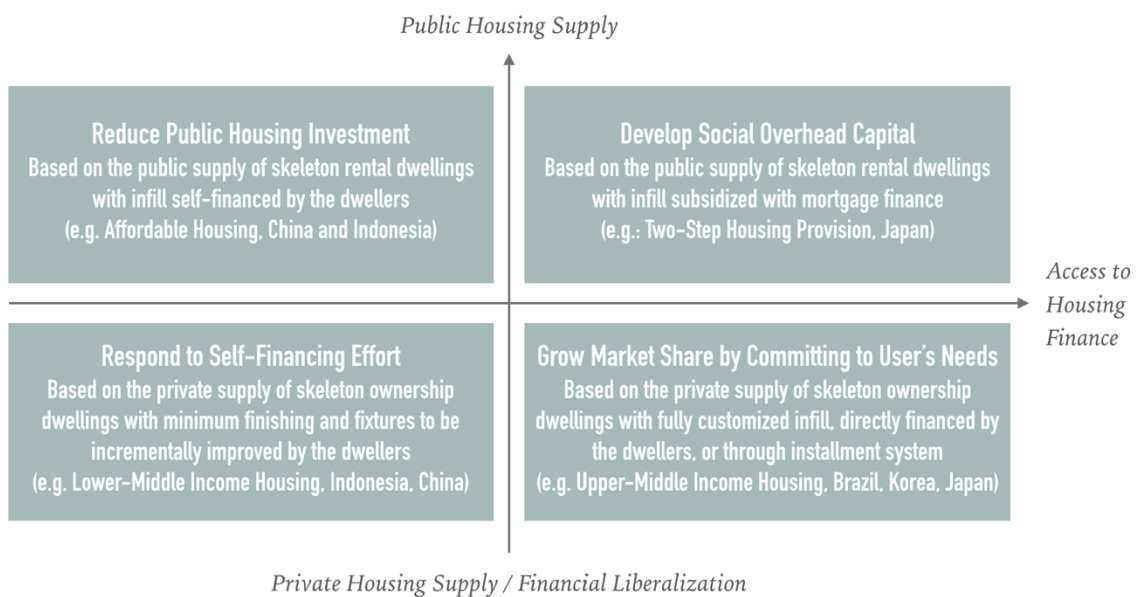 Public Housing Supply
Reduce Public Housing Investment
Based on the public supply of skeleton rental dwellings
with infill self-financed by the dwellers
(e.g. Affordable Housing, China and Indonesia)
Develop Social Overhead Capital
Based on the public supply of skeleton rental dwellings
with infill subsidized with mortgage finance
(e.g.: Two-Step Housing Provision, Japan)
Access to
Housing
Finance
Respond to Self-Financing Effort
Based on the private supply of skeleton ownership
dwellings with minimum finishing and fixtures to be
incrementally improved by the dwellers
(e.g. Lower-Middle Income Housing, Indonesia, China)
Grow Market Share by Committing to User's Needs
Based on the private supply of skeleton ownership
dwellings with fully customized infill, directly financed by
the dwellers, or through installment system
(e.g. Upper-Middle Income Housing, Brazil, Korea, Japan)
Private Housing Supply / Financial Liberalization